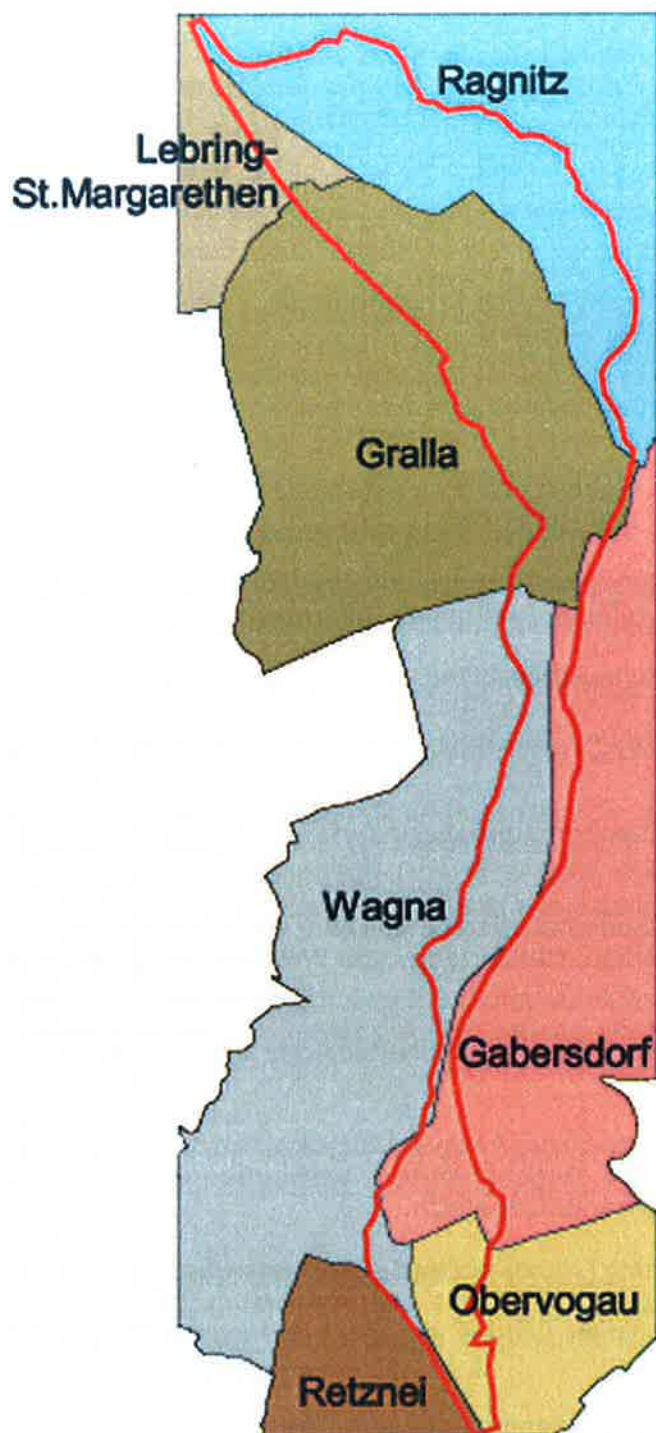 Ragnitz
Lebring-
St.Margarethen
Gralla
Wagna
Gabersdorf
Obervogau
Retznei